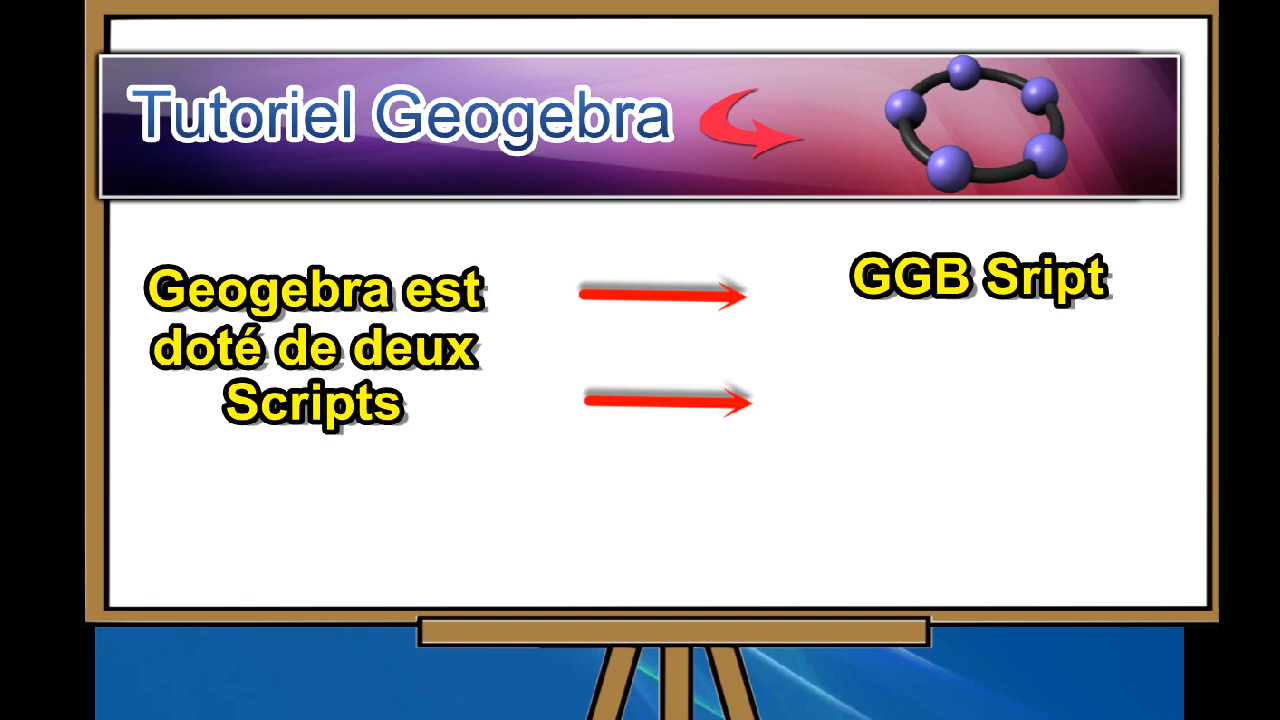 Tutoriel Geogebra
Geogebra est
doté de deux
Scripts
GGB Sript